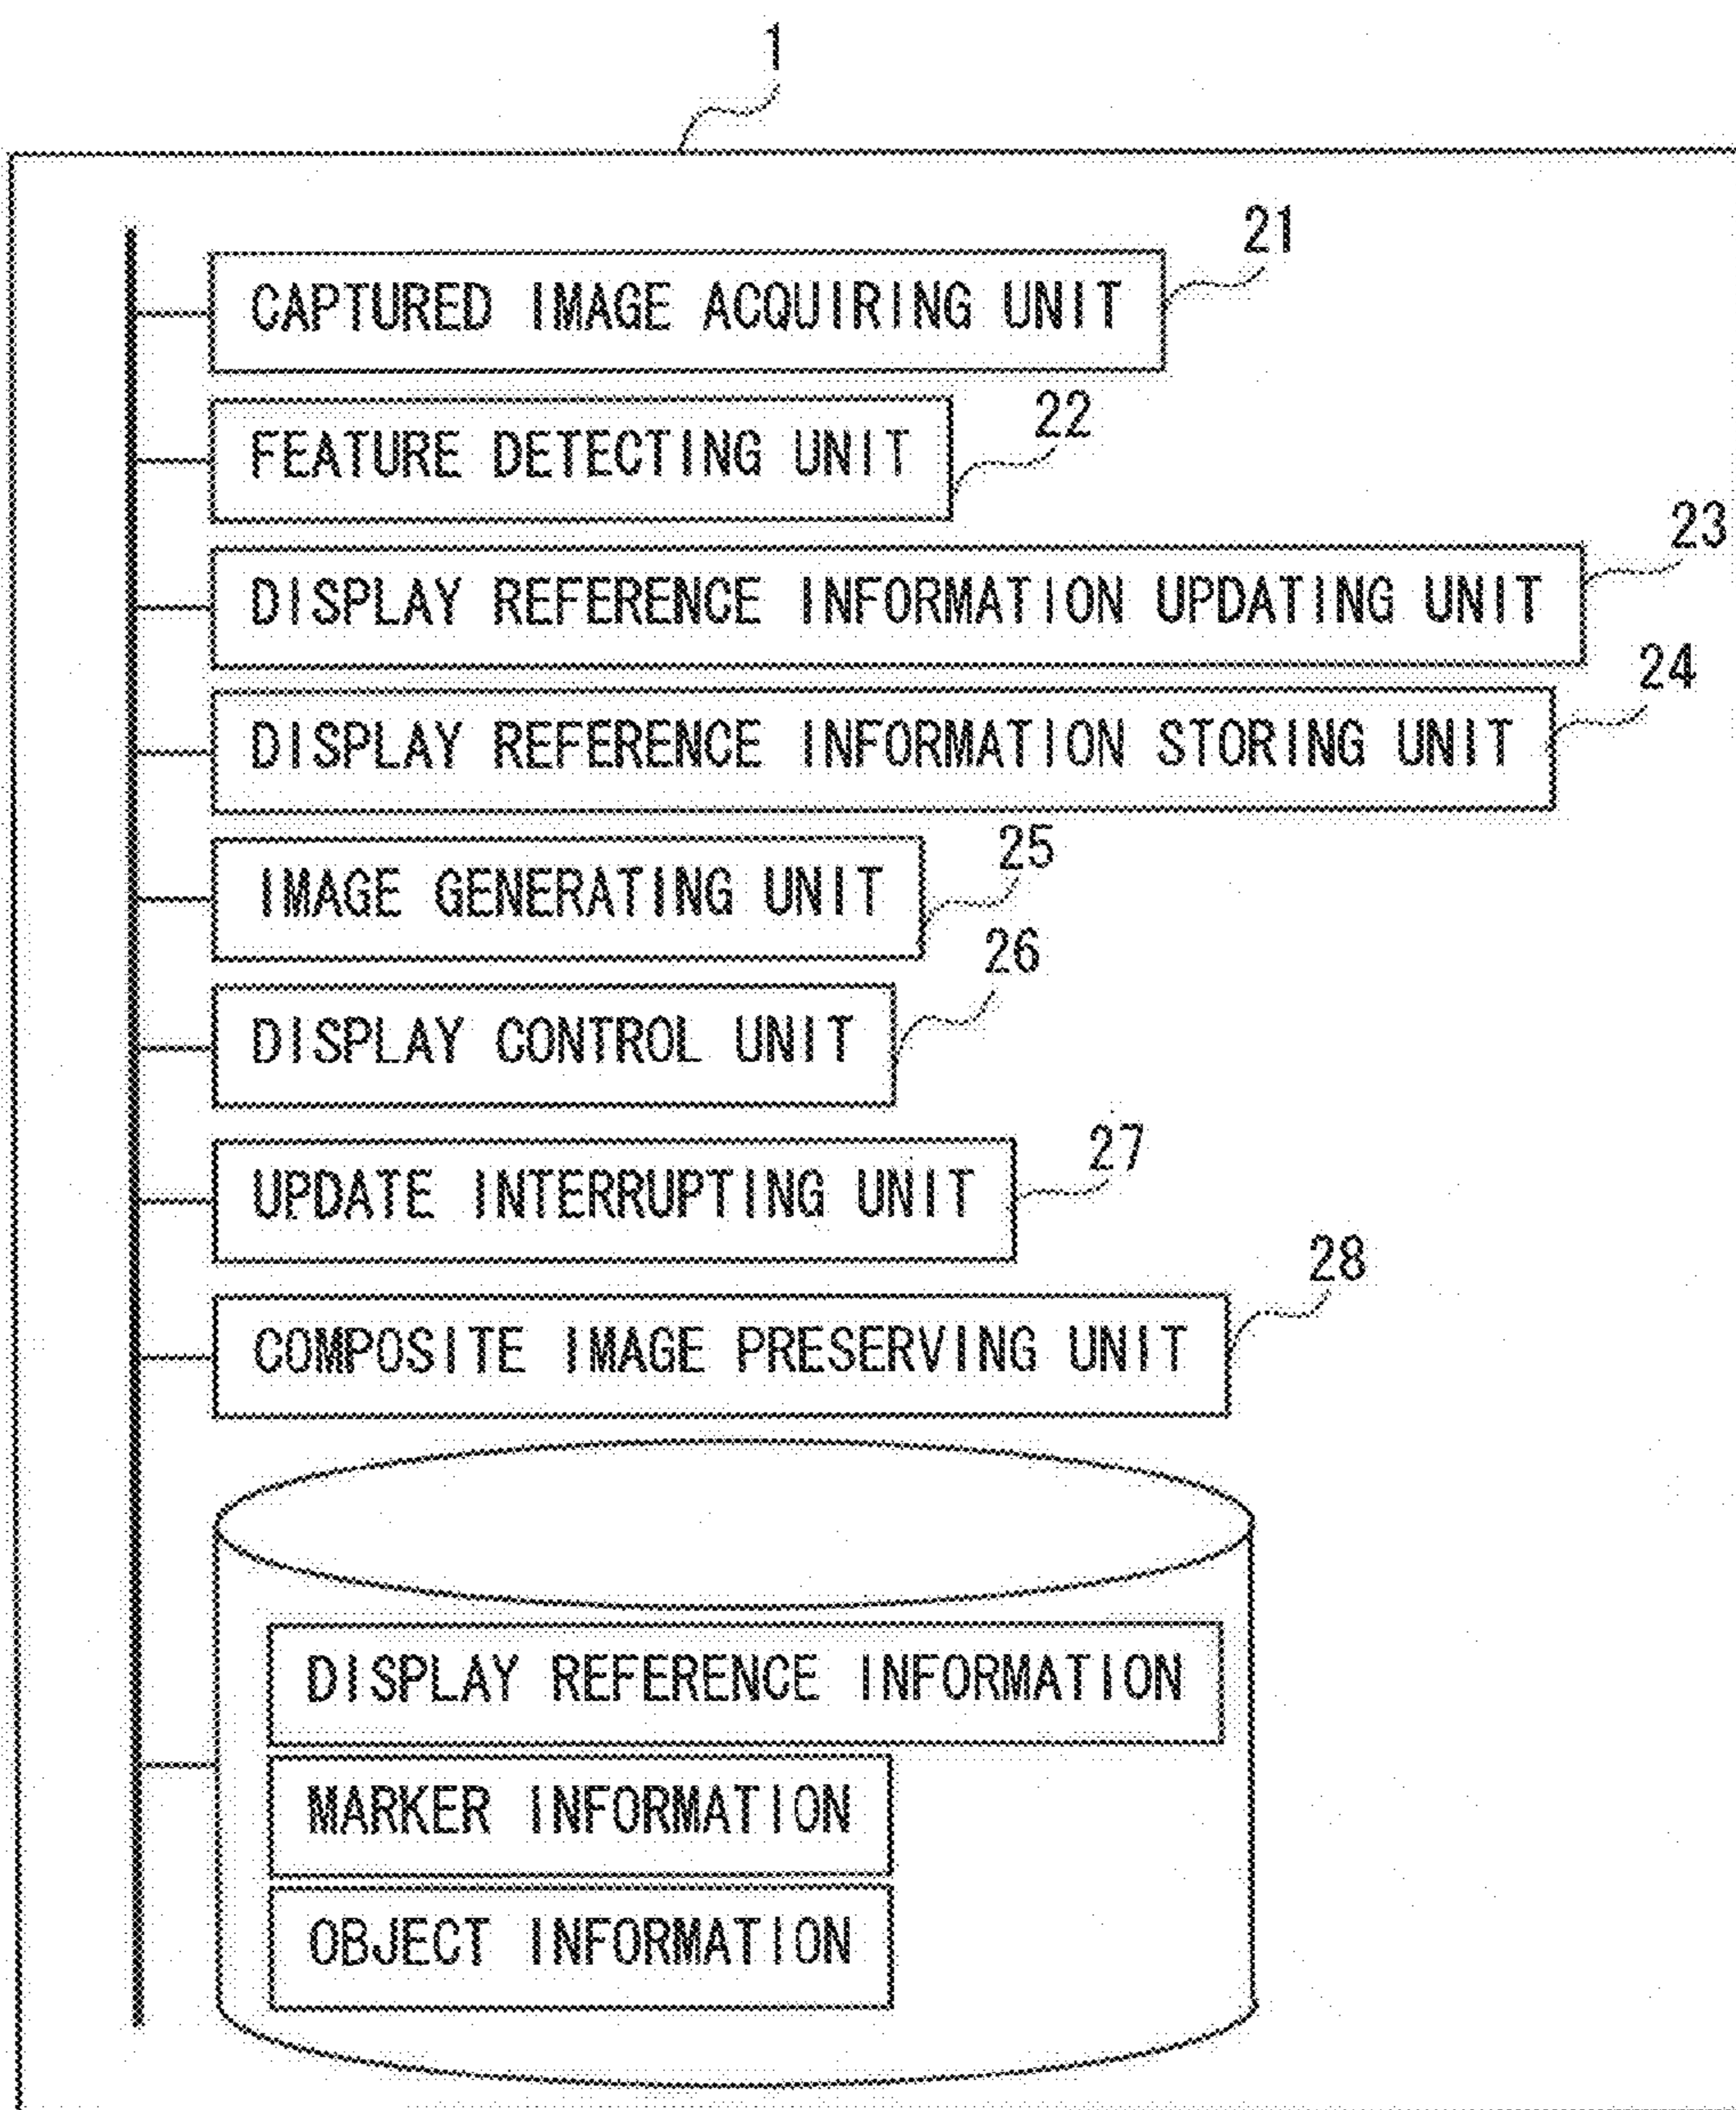 1
21
CAPTURED IMAGE ACQUIRING UNIT
22
FEATURE DETECTING UNIT
23
DISPLAY REFERENCE INFORMATION UPDATING UNIT
24
DISPLAY REFERENCE INFORMATION STORING UNIT
25
IMAGE GENERATING UNIT
26
DISPLAY CONTROL UNIT
27
UPDATE INTERRUPTING UNIT
28
COMPOSITE IMAGE PRESERVING UNIT
DISPLAY REFERENCE INFORMATION
MARKER INFORMATION
OBJECT INFORMATION